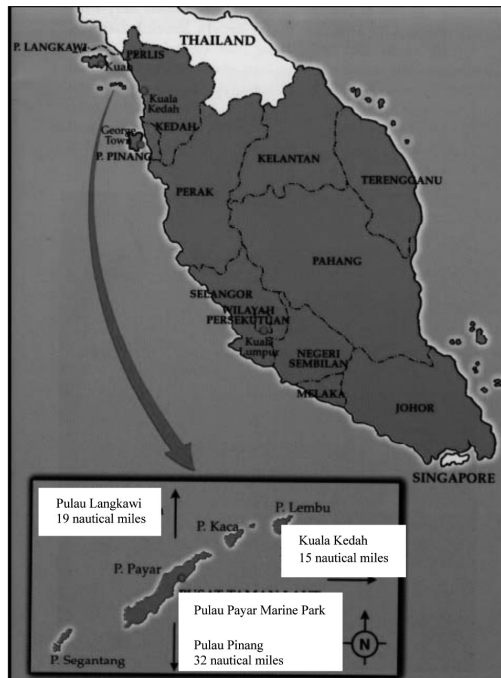 THAILAND
P. LANGKAWI
PERLIS
Kuah
Kuala
Kedah
KEDAH
George
Town
P. PINANG
KELANTAN
TERENGGANU
PERAK
PAHANG
SELANGOR
WILAYAH
PERSEKUTUAN
Kuala
Lumpur
NEGERI
SEMBILAN
MELAKA
JOHOR
SINGAPORE
Pulau Langkawi
19 nautical miles
P. Lembu
P. Kaca
Kuala Kedah
15 nautical miles
P. Payar
Pulau Payar Marine Park
Pulau Pinang
32 nautical miles
P. Segantang
N